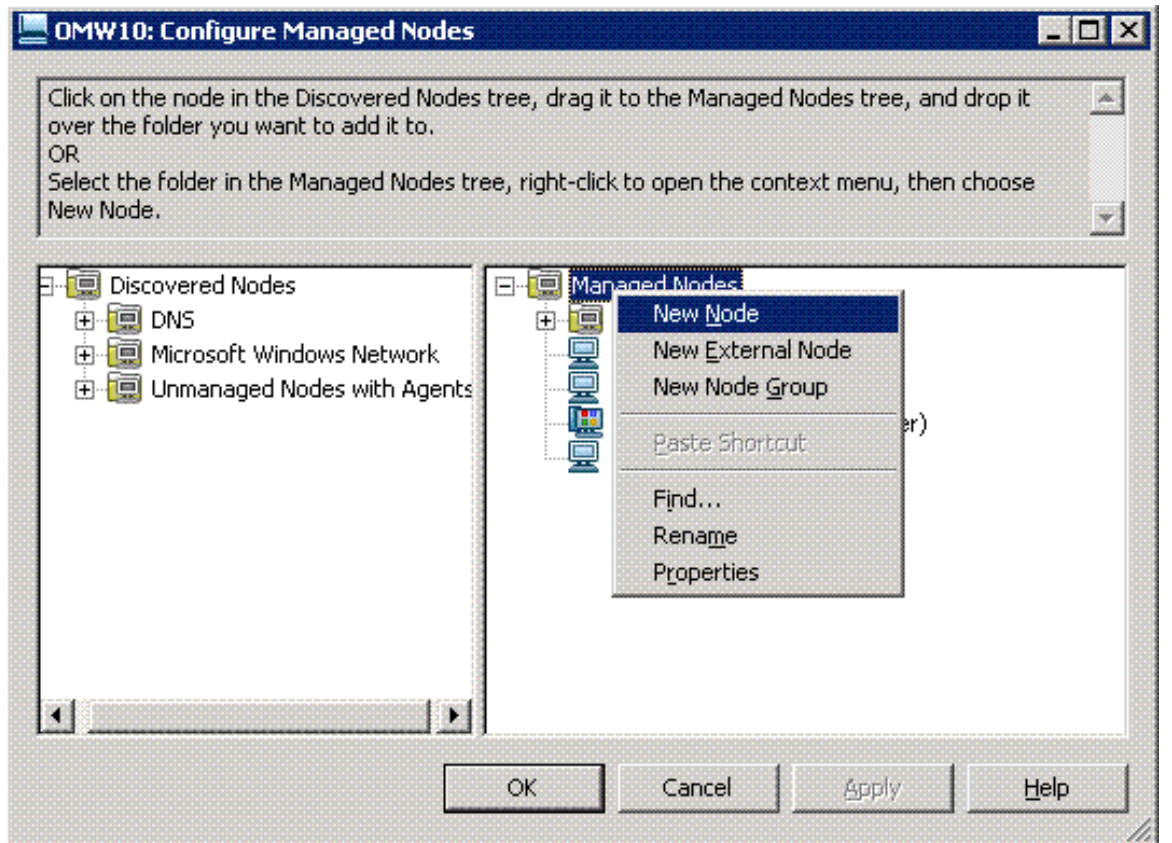 OMW10: Configure Managed Nodes
Click on the node in the Discovered Nodes tree, drag it to the Managed Nodes tree, and drop it
over the folder you want to add it to.
OR
Select the folder in the Managed Nodes tree, right-click to open the context menu, then choose
New Node.
Discovered Nodes
DNS
Microsoft Windows Network
Unmanaged Nodes with Agents
Managed Nodes
New Node
New External Node
New Node Group
er)
Paste Shortcut
Find...
Rename
Properties
OK
Cancel
Apply
Help